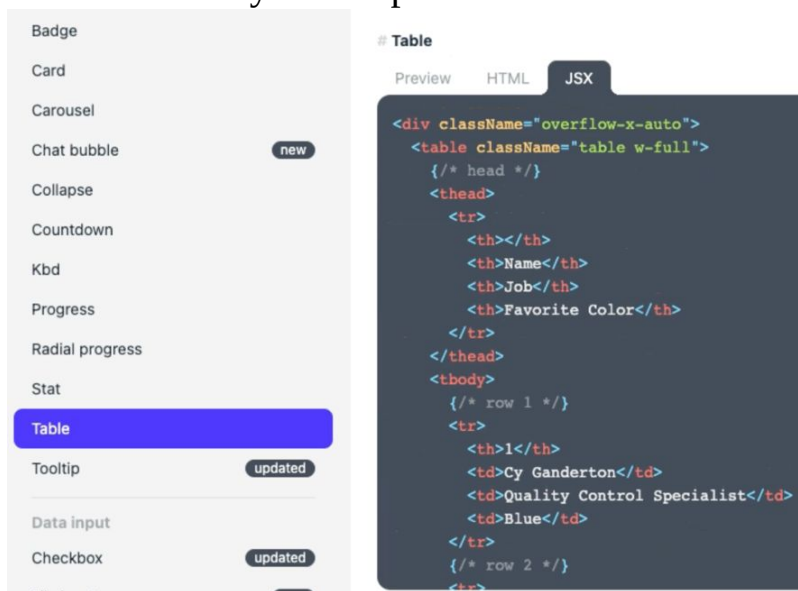 Badge
Card
Carousel
Chat bubble new
Collapse
Countdown
Kbd
Progress
Radial progress
Stat
Table
Tooltip updated
Data input
Checkbox updated
# Table
Preview HTML JSX
<div className="overflow-x-auto">
<table className="table w-full">
{/* head */}
<thead>
<tr>
<th></th>
<th>Name</th>
<th>Job</th>
<th>Favorite Color</th>
</tr>
</thead>
<tbody>
{/* row 1 */}
<tr>
<th>1</th>
<td>Cy Ganderton</td>
<td>Quality Control Specialist</td>
<td>Blue</td>
</tr>
{/* row 2 */}
<tr>